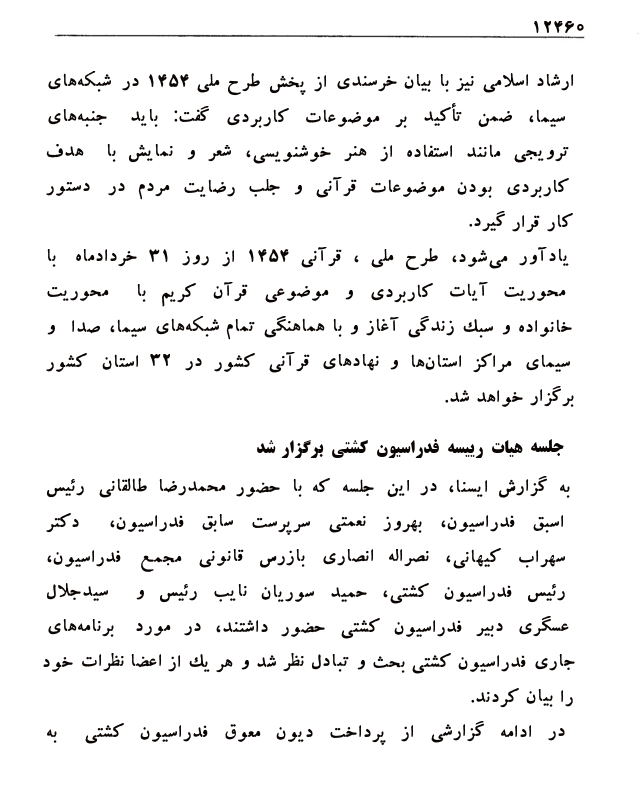 ۱۲۴۶۰
ارشاد اسلامی نیز با بیان خرسندی از پخش طرح ملی ۱۴۵۴ در شبکه‌های
سیما، ضمن تأکید بر موضوعات کاربردی گفت: باید جنبه‌های
ترویجی مانند استفاده از هنر خوشنویسی، شعر و نمایش با هدف
کاربردی بودن موضوعات قرآنی و جلب رضایت مردم در دستور
کار قرار گیرد.
یادآور می‌شود، طرح ملی ، قرآنی ۱۴۵۴ از روز ۳۱ خردادماه با
محوریت آیات کاربردی و موضوعی قرآن کریم با محوریت
خانواده و سبك زندگی آغاز و با هماهنگی تمام شبکه‌های سیما، صدا و
سیمای مراکز استان‌ها و نهادهای قرآنی کشور در ۳۲ استان کشور
برگزار خواهد شد.
جلسه هیات رییسه فدراسیون کشتی برگزار شد
به گزارش ایسنا، در این جلسه که با حضور محمدرضا طالقانی رئیس
اسبق فدراسیون، بهروز نعمتی سرپرست سابق فدراسیون، دکتر
سهراب کیهانی، نصراله انصاری بازرس قانونی مجمع فدراسیون،
رئیس فدراسیون کشتی، حمید سوریان نایب رئیس و سیدجلال
عسگری دبیر فدراسیون کشتی حضور داشتند، در مورد برنامه‌های
جاری فدراسیون کشتی بحث و تبادل نظر شد و هر یك از اعضا نظرات خود
را بیان کردند.
در ادامه گزارشی از پرداخت دیون معوق فدراسیون کشتی به